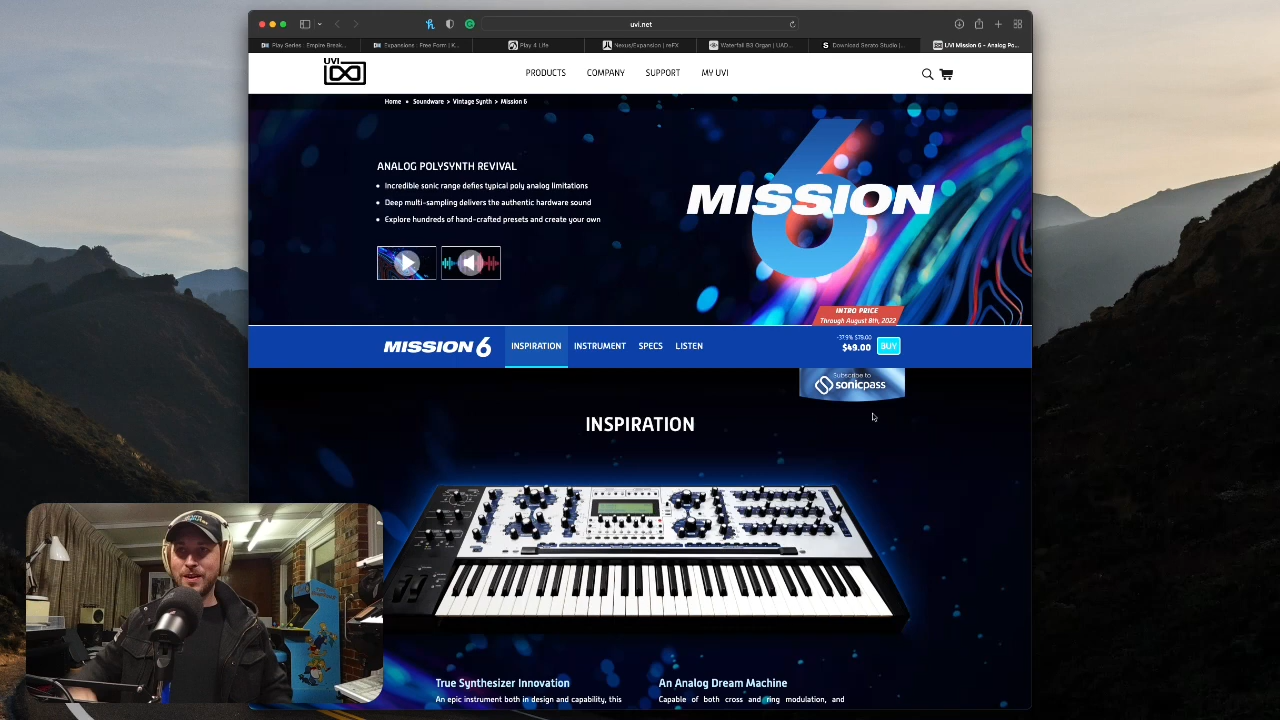 uvi.net
Play Series : Empire Break...
Expansions : Free Form | K...
Play 4 Life
Nexus/Expansion | reFX
Waterfall B3 Organ | UAD...
Download Serato Studio |...
UVI Mission 6 - Analog Po...
UVI
PRODUCTS
COMPANY
SUPPORT
MY UVI
Home • Soundware > Vintage Synth > Mission 6
ANALOG POLYSYNTH REVIVAL
• Incredible sonic range defies typical poly analog limitations
• Deep multi-sampling delivers the authentic hardware sound
• Explore hundreds of hand-crafted presets and create your own
6
MISSION
INTRO PRICE
Through August 8th, 2022
MISSION 6
INSPIRATION
INSTRUMENT
SPECS
LISTEN
-37.9% $79.00
$49.00
BUY
Subscribe to
sonicpass
INSPIRATION
True Synthesizer Innovation
An epic instrument both in design and capability, this
An Analog Dream Machine
Capable of both cross and ring modulation, and